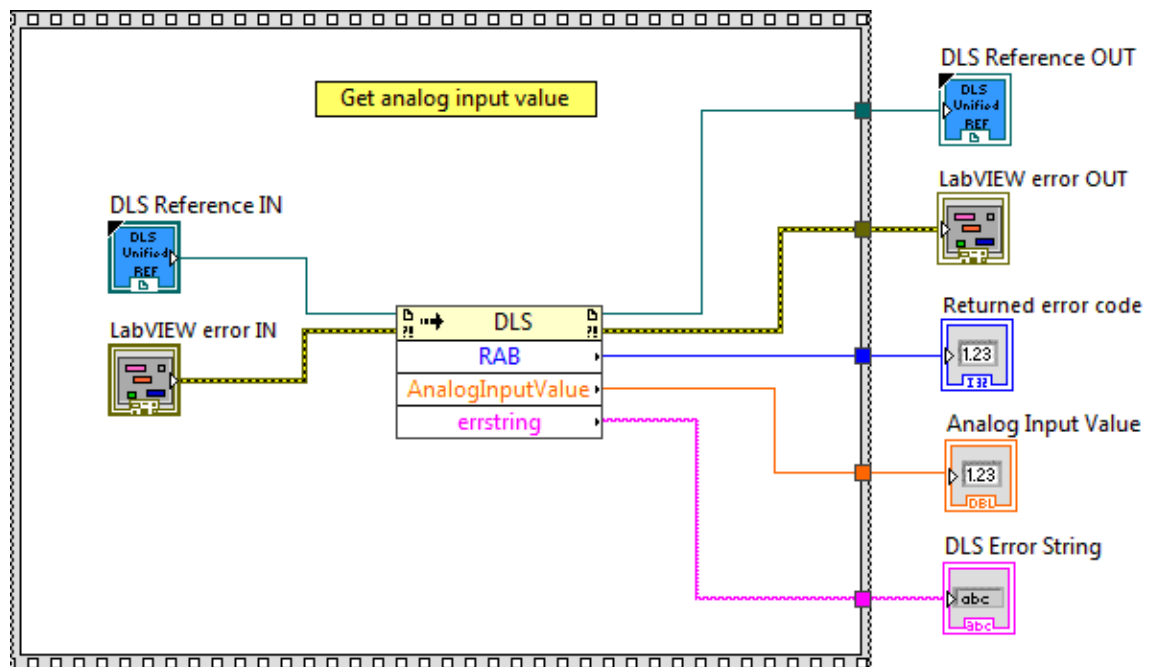 DLS Reference OUT
DLS
Unified
REF
Get analog input value
LabVIEW error OUT
DLS Reference IN
DLS
Unified
REF
LabVIEW error IN
?! DLS ?!
RAB
AnalogInputValue
errstring
Returned error code
1.23
I32
Analog Input Value
1.23
DBL
DLS Error String
abc
abc